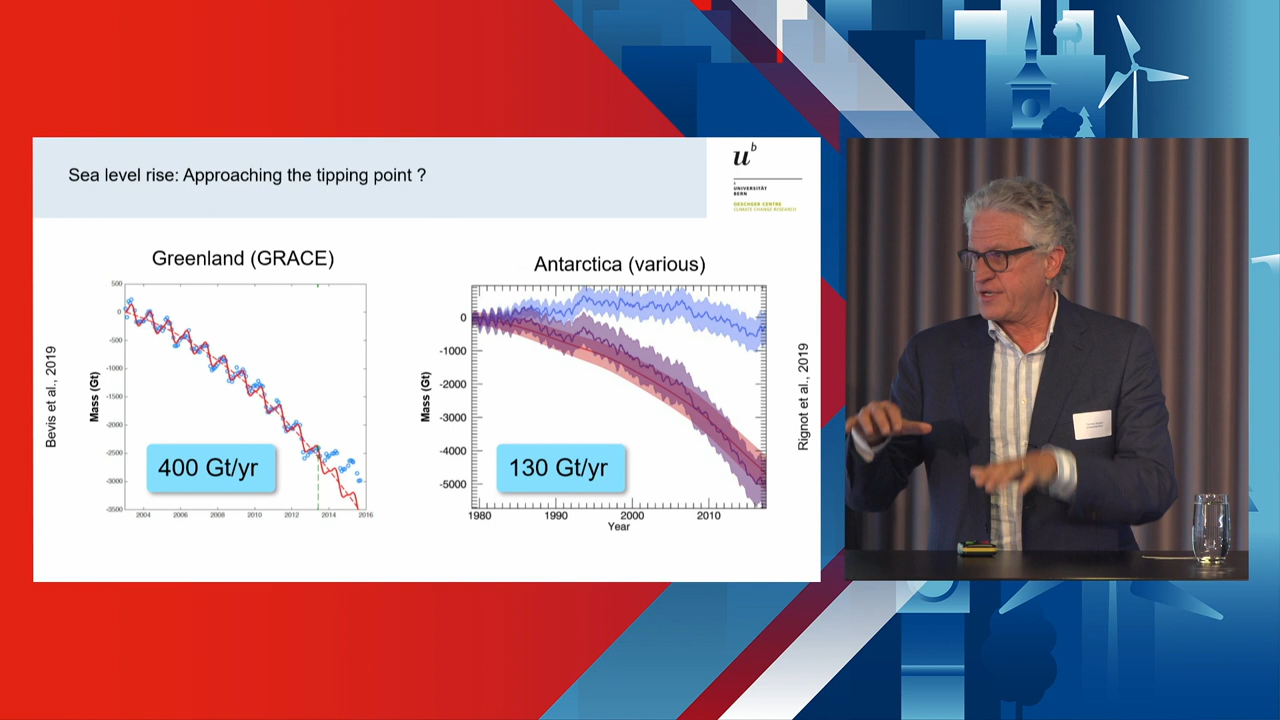 Sea level rise: Approaching the tipping point ?
u
b
b
UNIVERSITÄT
BERN
OESCHGER CENTRE
CLIMATE CHANGE RESEARCH
Greenland (GRACE)
Bevis et al., 2019
Mass (Gt)
500
0
-500
-1000
-1500
-2000
-2500
-3000
-3500
2004
2006
2008
2010
2012
2014
2016
400 Gt/yr
Antarctica (various)
Mass (Gt)
0
-1000
-2000
-3000
-4000
-5000
1980
1990
2000
2010
Year
130 Gt/yr
Rignot et al., 2019